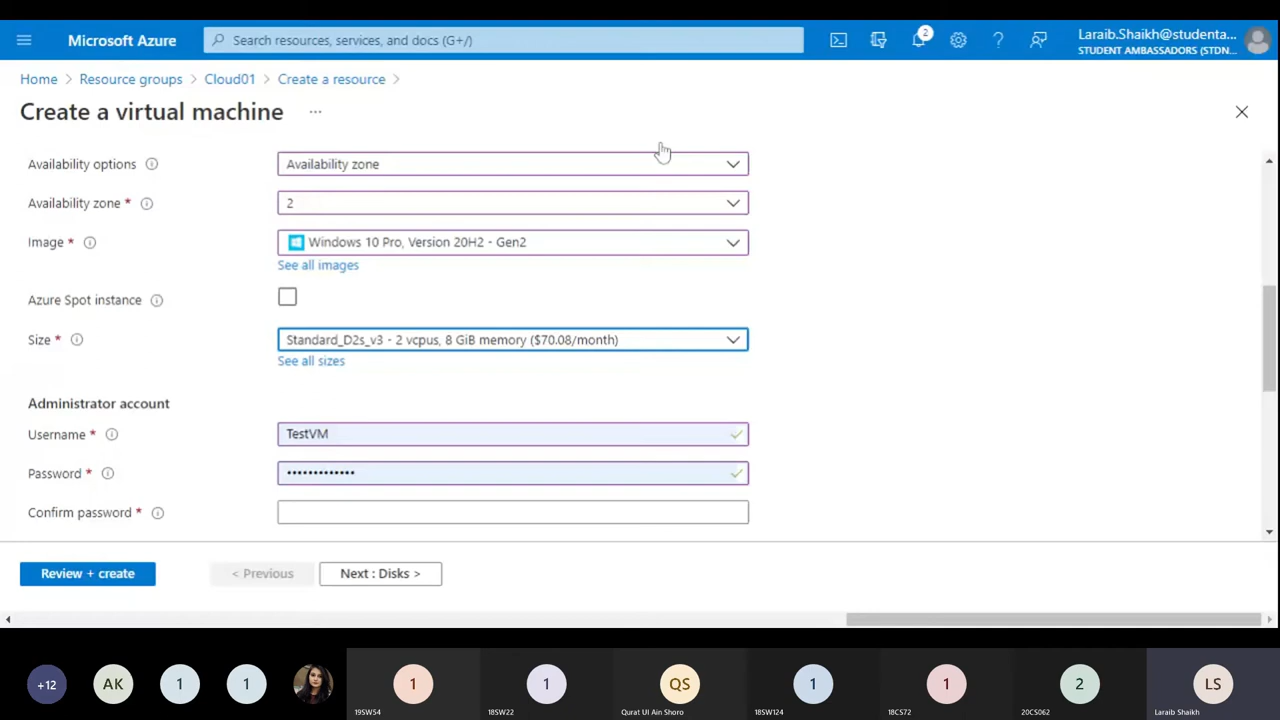 Microsoft Azure
Search resources, services, and docs (G+/)
2
Laraib.Shaikh@studenta...
STUDENT AMBASSADORS (STDN...
Home > Resource groups > Cloud01 > Create a resource >
Create a virtual machine ...
Availability options
Availability zone
Availability zone *
2
Image *
Windows 10 Pro, Version 20H2 - Gen2
See all images
Azure Spot instance
Size *
Standard_D2s_v3 - 2 vcpus, 8 GiB memory ($70.08/month)
See all sizes
Administrator account
Username *
TestVM
Password *
•••••••••••••
Confirm password *
Review + create
< Previous
Next : Disks >
+12
AK
1
1
1
19SW54
1
18SW22
QS
Qurat Ul Ain Shoro
1
18SW124
1
18CS72
2
20CS062
LS
Laraib Shaikh